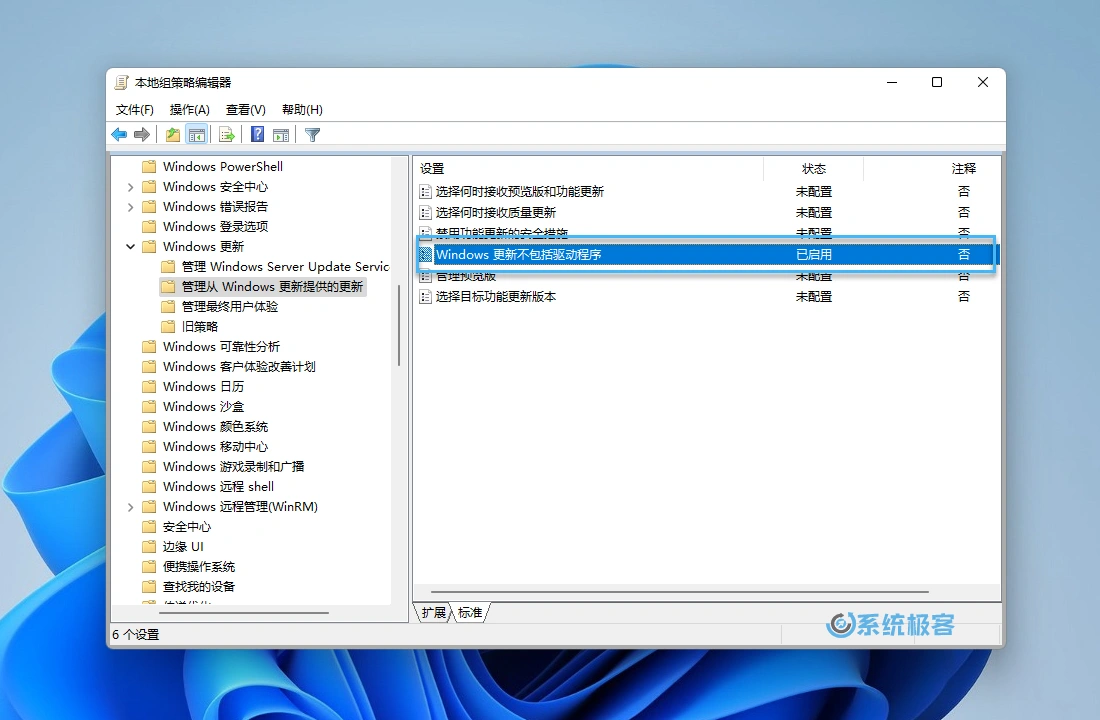 本地组策略编辑器
文件(F) 操作(A) 查看(V) 帮助(H)
Windows PowerShell
Windows 安全中心
Windows 错误报告
Windows 登录选项
Windows 更新
管理 Windows Server Update Servic
管理从 Windows 更新提供的更新
管理最终用户体验
旧策略
Windows 可靠性分析
Windows 客户体验改善计划
Windows 日历
Windows 沙盒
Windows 颜色系统
Windows 移动中心
Windows 游戏录制和广播
Windows 远程 shell
Windows 远程管理(WinRM)
安全中心
边缘 UI
便携操作系统
查找我的设备
设置 状态 注释
选择何时接收预览版和功能更新 未配置 否
选择何时接收质量更新 未配置 否
禁用功能更新的安全措施 未配置 否
Windows 更新不包括驱动程序 已启用 否
管理预览版 未配置 否
选择目标功能更新版本 未配置 否
扩展 标准
6 个设置
系统极客